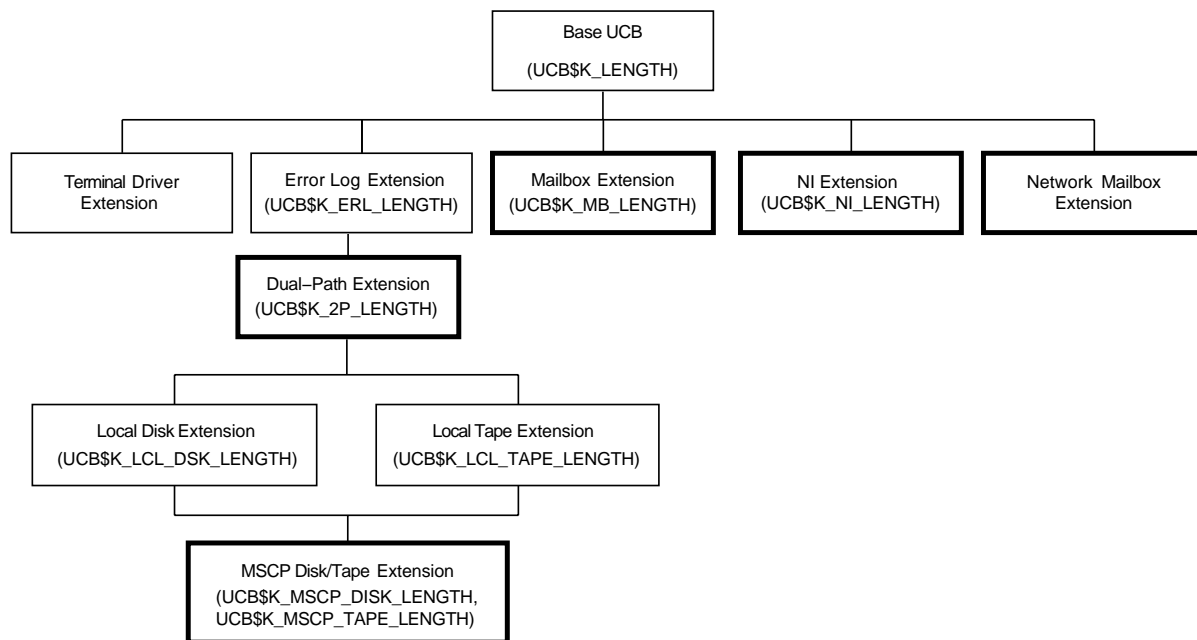 Base UCB
(UCB$K_LENGTH)
Terminal Driver
Extension
Error Log Extension
(UCB$K_ERL_LENGTH)
Mailbox Extension
(UCB$K_MB_LENGTH)
NI Extension
(UCB$K_NI_LENGTH)
Network Mailbox
Extension
Dual–Path Extension
(UCB$K_2P_LENGTH)
Local Disk Extension
(UCB$K_LCL_DSK_LENGTH)
Local Tape Extension
(UCB$K_LCL_TAPE_LENGTH)
MSCP Disk/Tape Extension
(UCB$K_MSCP_DISK_LENGTH,
UCB$K_MSCP_TAPE_LENGTH)